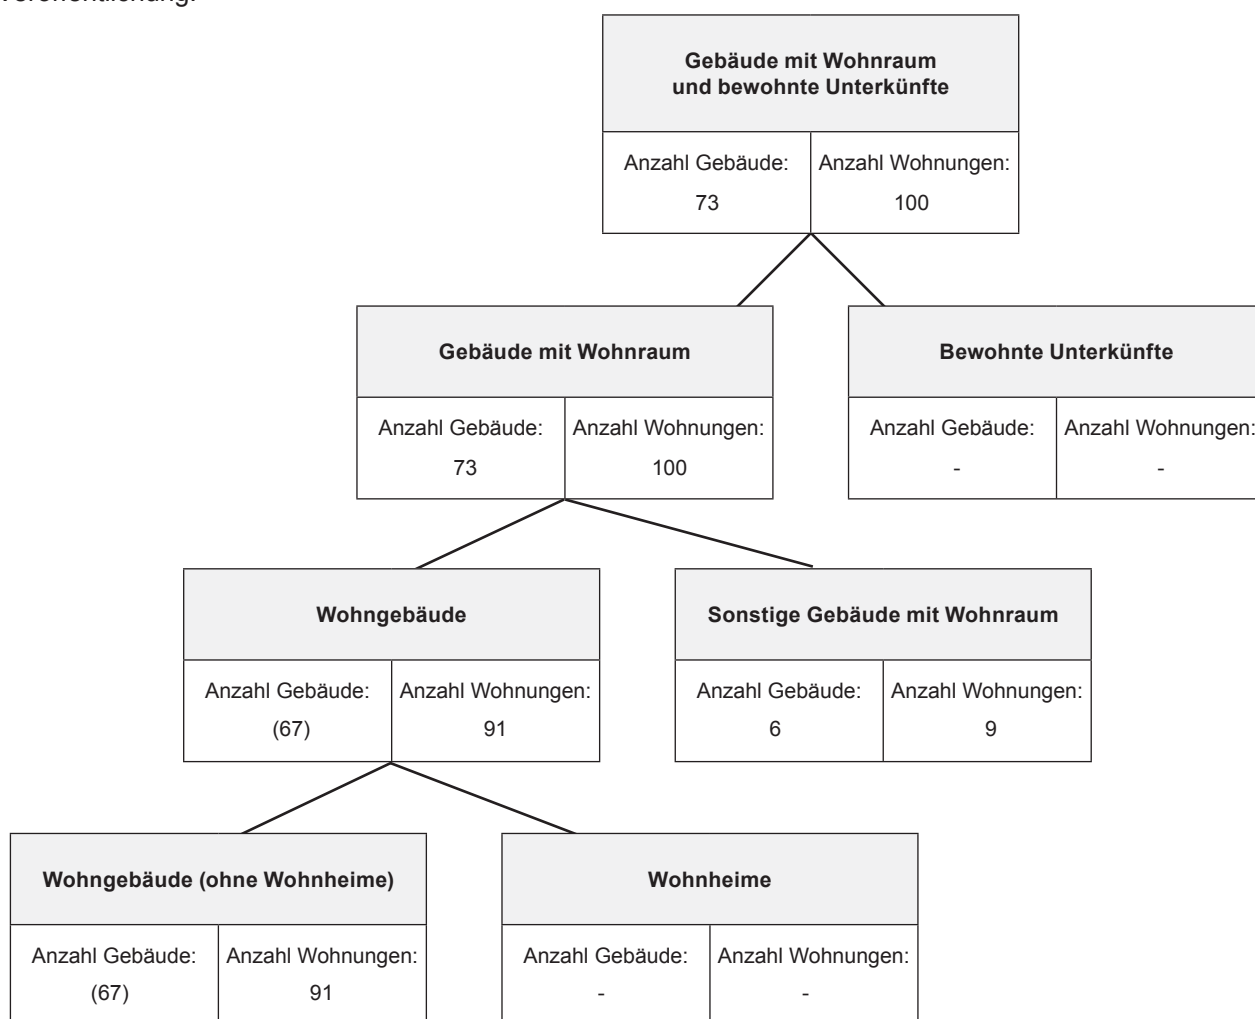 Veröffentlichung.
Gebäude mit Wohnraum
und bewohnte Unterkünfte
Anzahl Gebäude: Anzahl Wohnungen:
73 100
Gebäude mit Wohnraum Bewohnte Unterkünfte
Anzahl Gebäude: Anzahl Wohnungen: Anzahl Gebäude: Anzahl Wohnungen:
73 100 - -
Wohngebäude Sonstige Gebäude mit Wohnraum
Anzahl Gebäude: Anzahl Wohnungen: Anzahl Gebäude: Anzahl Wohnungen:
(67) 91 6 9
Wohngebäude (ohne Wohnheime) Wohnheime
Anzahl Gebäude: Anzahl Wohnungen: Anzahl Gebäude: Anzahl Wohnungen:
(67) 91 - -